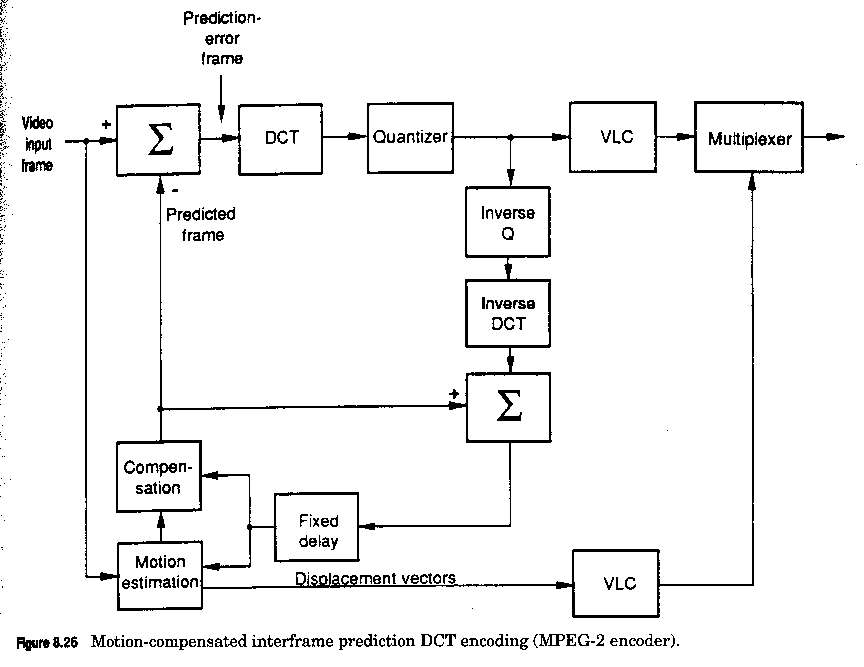 Prediction-
error
frame
Video
input
frame
+
Σ
DCT
Quantizer
VLC
Multiplexer
-
Predicted
frame
Inverse
Q
Inverse
DCT
+
Σ
Compen-
sation
Fixed
delay
Motion
estimation
Displacement vectors
VLC
Figure 8.26 Motion-compensated interframe prediction DCT encoding (MPEG-2 encoder).